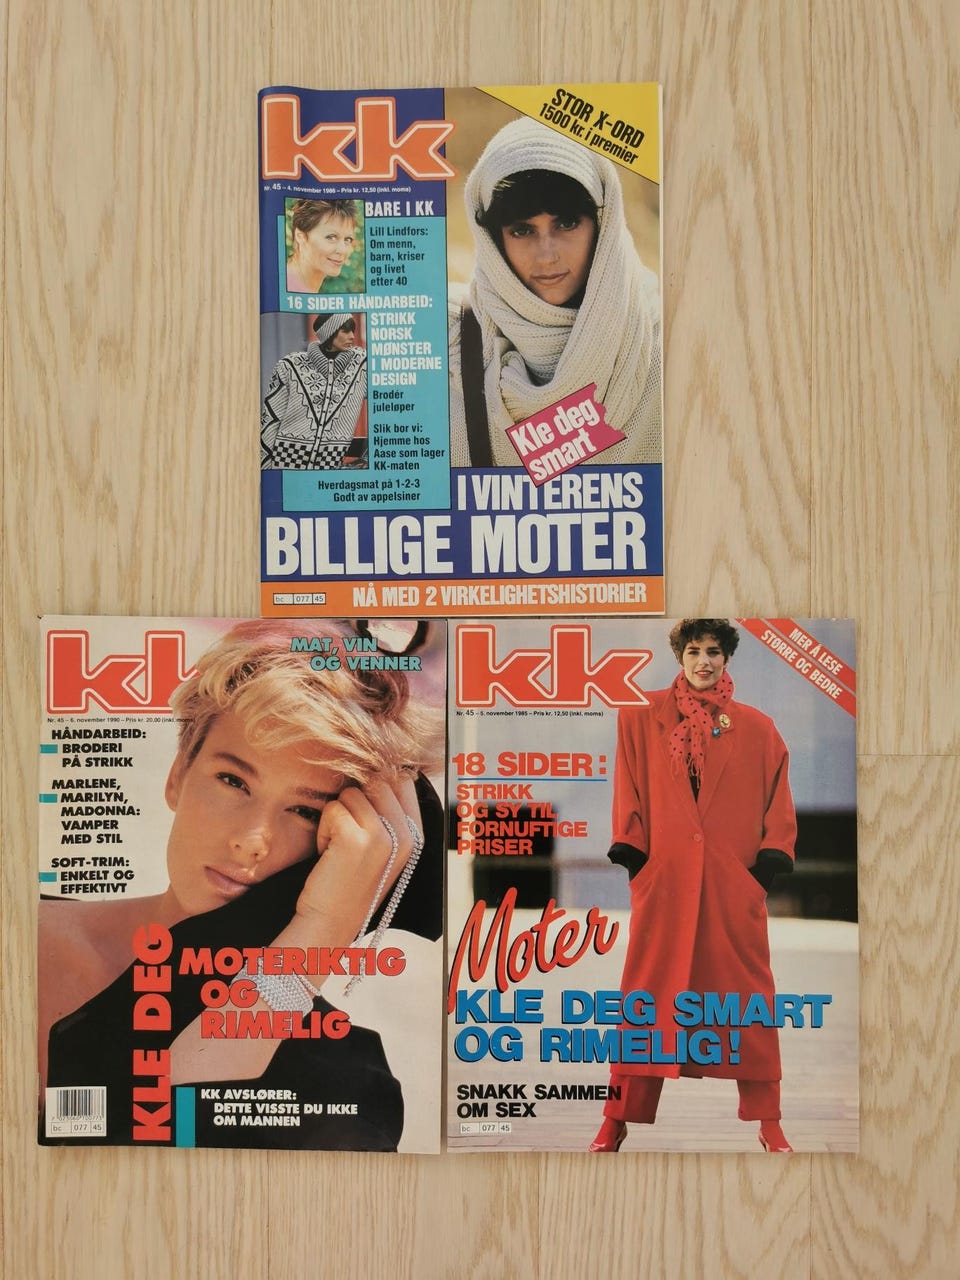 kk
Nr. 45 – 4. november 1986 – Pris kr. 12,50 (inkl. moms)
STOR X-ORD
1500 kr. i premier
BARE I KK
Lill Lindfors:
Om menn,
barn, kriser
og livet
etter 40
16 SIDER HÅNDARBEID:
STRIKK
NORSK
MØNSTER
I MODERNE
DESIGN
Brodér
juleløper
Slik bor vi:
Hjemme hos
Aase som lager
KK-maten
Hverdagsmat på 1-2-3
Godt av appelsiner
Kle deg
smart
I VINTERENS
BILLIGE MOTER
NÅ MED 2 VIRKELIGHETSHISTORIER
bc 077 45
kk
MAT, VIN
OG VENNER
Nr. 45 – 6. november 1990 – Pris kr. 20,00 (inkl. moms)
HÅNDARBEID:
BRODERI
PÅ STRIKK
MARLENE,
MARILYN,
MADONNA:
VAMPER
MED STIL
SOFT-TRIM:
ENKELT OG
EFFEKTIVT
KLE DEG
MOTERIKTIG
OG
RIMELIG
KK AVSLØRER:
DETTE VISSTE DU IKKE
OM MANNEN
bc 077 45
kk
Nr. 45 – 5. november 1985 – Pris kr. 12,50 (inkl. moms)
MER Å LESE
STØRRE OG BEDRE
18 SIDER:
STRIKK
OG SY TIL
FORNUFTIGE
PRISER
Moter
KLE DEG SMART
OG RIMELIG!
SNAKK SAMMEN
OM SEX
bc 077 45